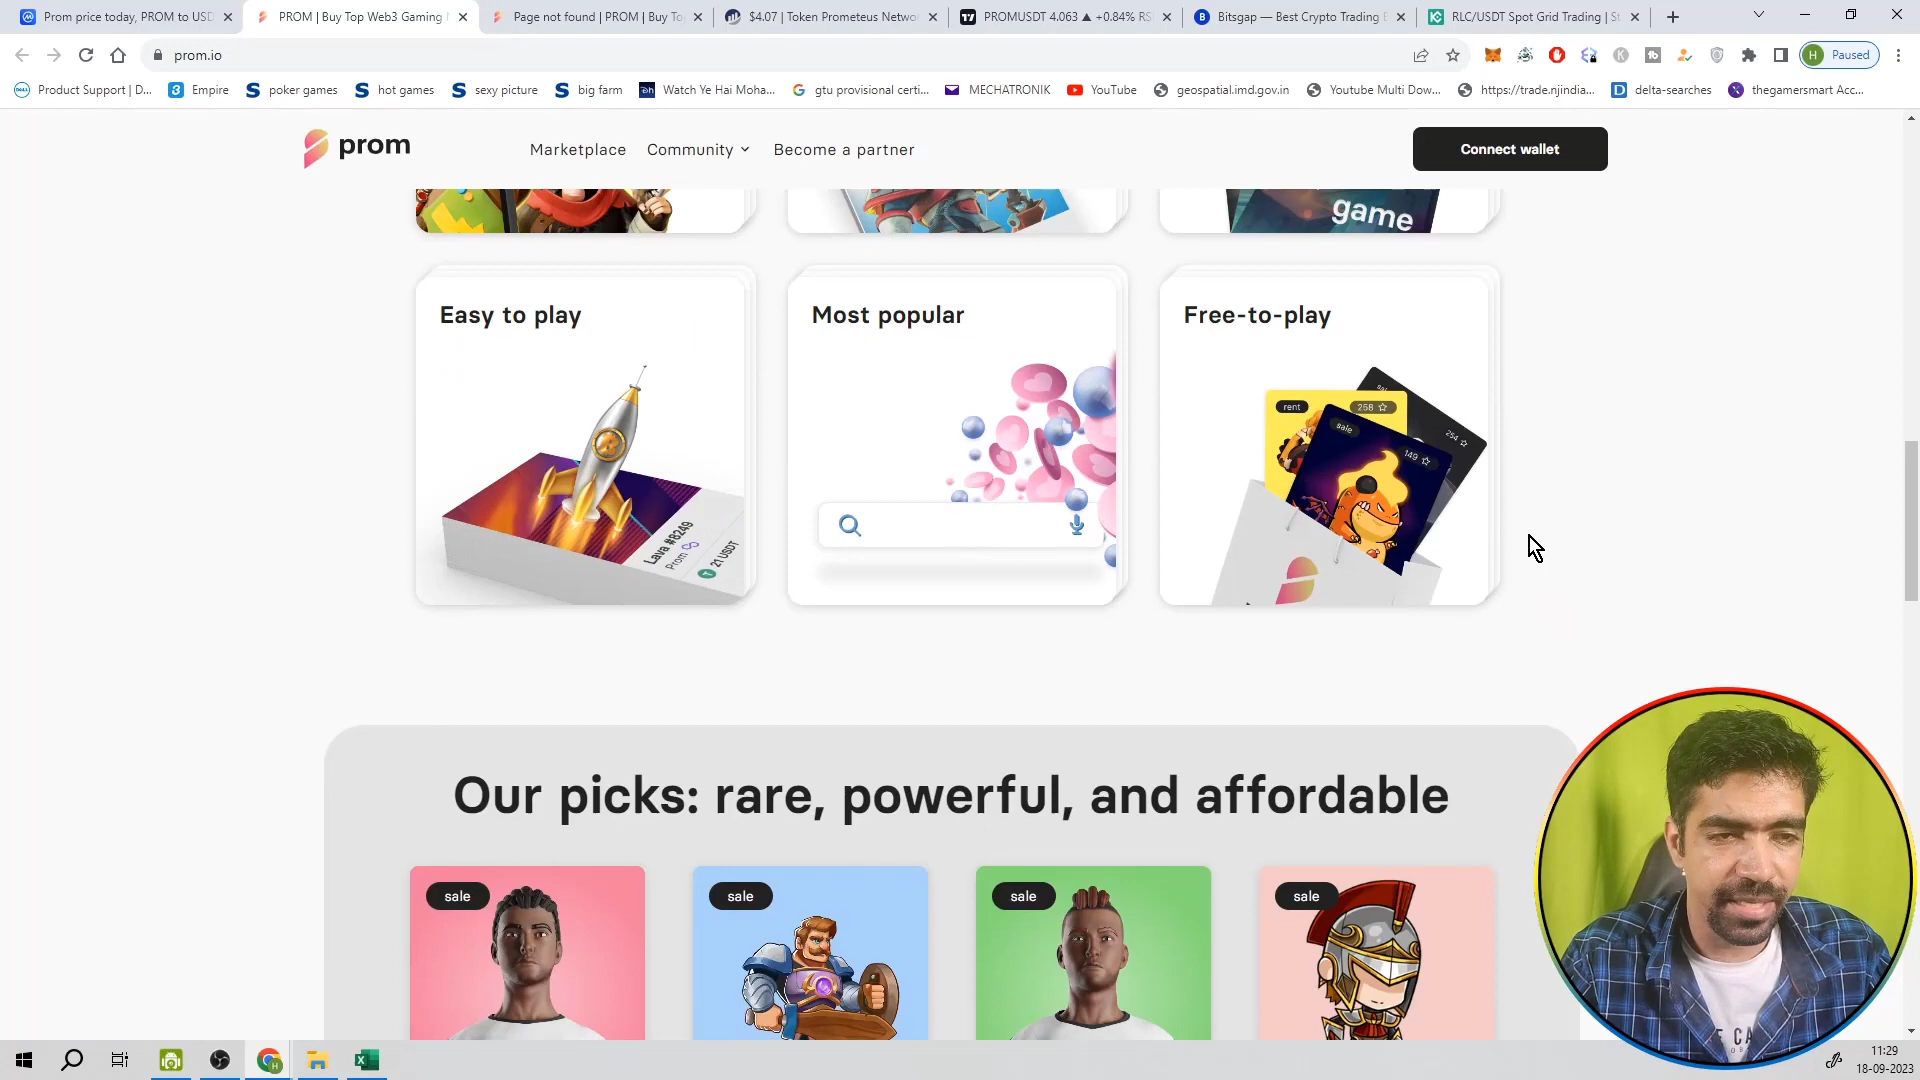 Prom price today, PROM to USD
PROM | Buy Top Web3 Gaming
Page not found | PROM | Buy To
$4.07 | Token Prometeus Netwo
PROMUSDT 4.063 ▲ +0.84% RS
Bitsgap — Best Crypto Trading B
RLC/USDT Spot Grid Trading | S
prom.io
H Paused
Product Support | D...
Empire
poker games
hot games
sexy picture
big farm
Watch Ye Hai Moha...
gtu provisional certi...
MECHATRONIK
YouTube
geospatial.imd.gov.in
Youtube Multi Dow...
https://trade.njindia...
delta-searches
thegamersmart Acc...
prom
Marketplace
Community
Become a partner
Connect wallet
game
Easy to play
Most popular
Free-to-play
rent
258
sale
149
254
Lava #8249
Prom
21 USDT
Our picks: rare, powerful, and affordable
sale
sale
sale
sale
11:29
18-09-2023